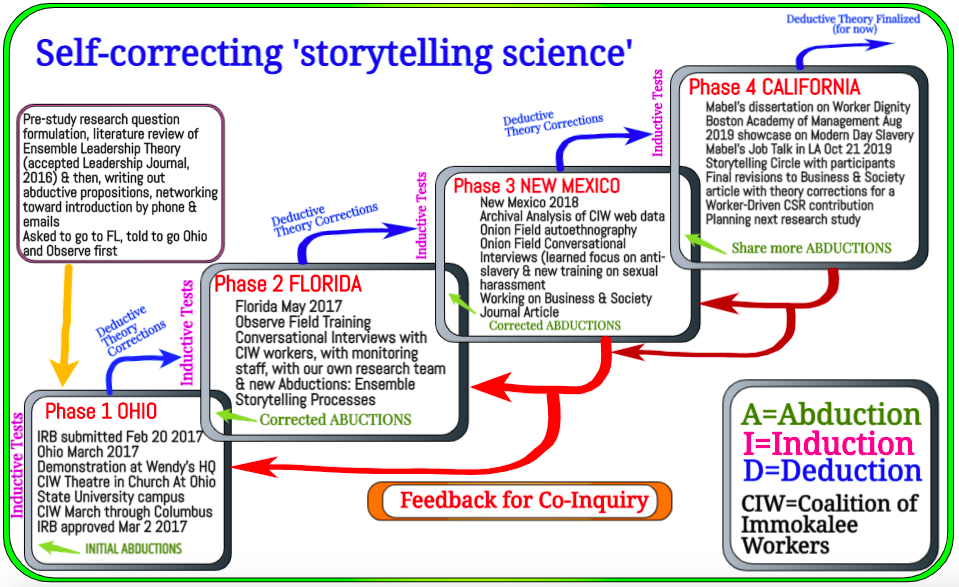 Self-correcting 'storytelling science'
Deductive Theory Finalized
(for now)
Pre-study research question
formulation, literature review of
Ensemble Leadership Theory
(accepted Leadership Journal,
2016) & then, writing out
abductive propositions, networking
toward introduction by phone &
emails
Asked to go to FL, told to go Ohio
and Observe first
Deductive
Theory
Corrections
Inductive Tests
Phase 1 OHIO
IRB submitted Feb 20 2017
Ohio March 2017
Demonstration at Wendy's HQ
CIW Theatre in Church At Ohio
State University campus
CIW March through Columbus
IRB approved Mar 2 2017
INITIAL ABDUCTIONS
Deductive
Theory Corrections
Inductive Tests
Phase 2 FLORIDA
Florida May 2017
Observe Field Training
Conversational Interviews with
CIW workers, with monitoring
staff, with our own research team
& new Abductions: Ensemble
Storytelling Processes
Corrected ABUCTIONS
Deductive
Theory Corrections
Inductive Tests
Phase 3 NEW MEXICO
New Mexico 2018
Archival Analysis of CIW web data
Onion Field autoethnography
Onion Field Conversational
Interviews (learned focus on anti-
slavery & new training on sexual
harassment
Working on Business & Society
Journal Article
Corrected ABDUCTIONS
Inductive Tests
Phase 4 CALIFORNIA
Mabel's dissertation on Worker Dignity
Boston Academy of Management Aug
2019 showcase on Modern Day Slavery
Mabel's Job Talk in LA Oct 21 2019
Storytelling Circle with participants
Final revisions to Business & Society
article with theory corrections for a
Worker-Driven CSR contribution
Planning next research study
Share more ABDUCTIONS
Feedback for Co-Inquiry
A=Abduction
I=Induction
D=Deduction
CIW=Coalition of
Immokalee
Workers